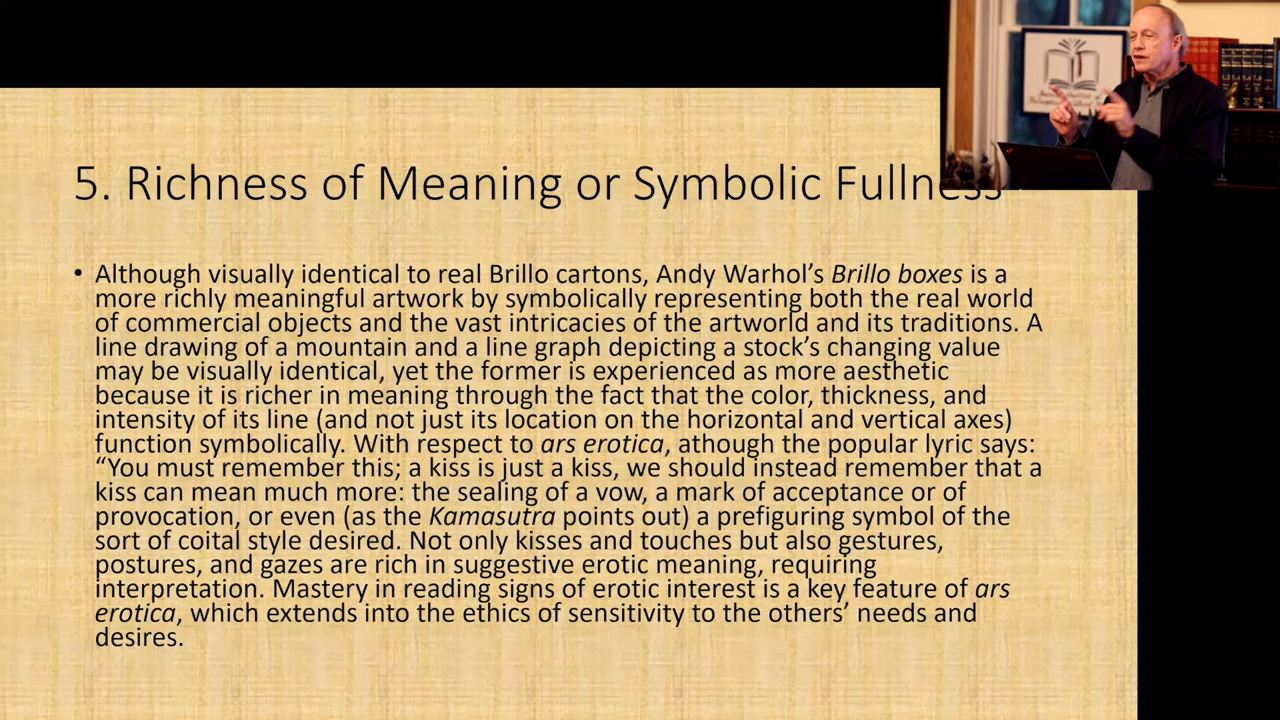 5. Richness of Meaning or Symbolic Fullness
• Although visually identical to real Brillo cartons, Andy Warhol’s Brillo boxes is a
more richly meaningful artwork by symbolically representing both the real world
of commercial objects and the vast intricacies of the artworld and its traditions. A
line drawing of a mountain and a line graph depicting a stock’s changing value
may be visually identical, yet the former is experienced as more aesthetic
because it is richer in meaning through the fact that the color, thickness, and
intensity of its line (and not just its location on the horizontal and vertical axes)
function symbolically. With respect to ars erotica, athough the popular lyric says:
“You must remember this; a kiss is just a kiss, we should instead remember that a
kiss can mean much more: the sealing of a vow, a mark of acceptance or of
provocation, or even (as the Kamasutra points out) a prefiguring symbol of the
sort of coital style desired. Not only kisses and touches but also gestures,
postures, and gazes are rich in suggestive erotic meaning, requiring
interpretation. Mastery in reading signs of erotic interest is a key feature of ars
erotica, which extends into the ethics of sensitivity to the others’ needs and
desires.